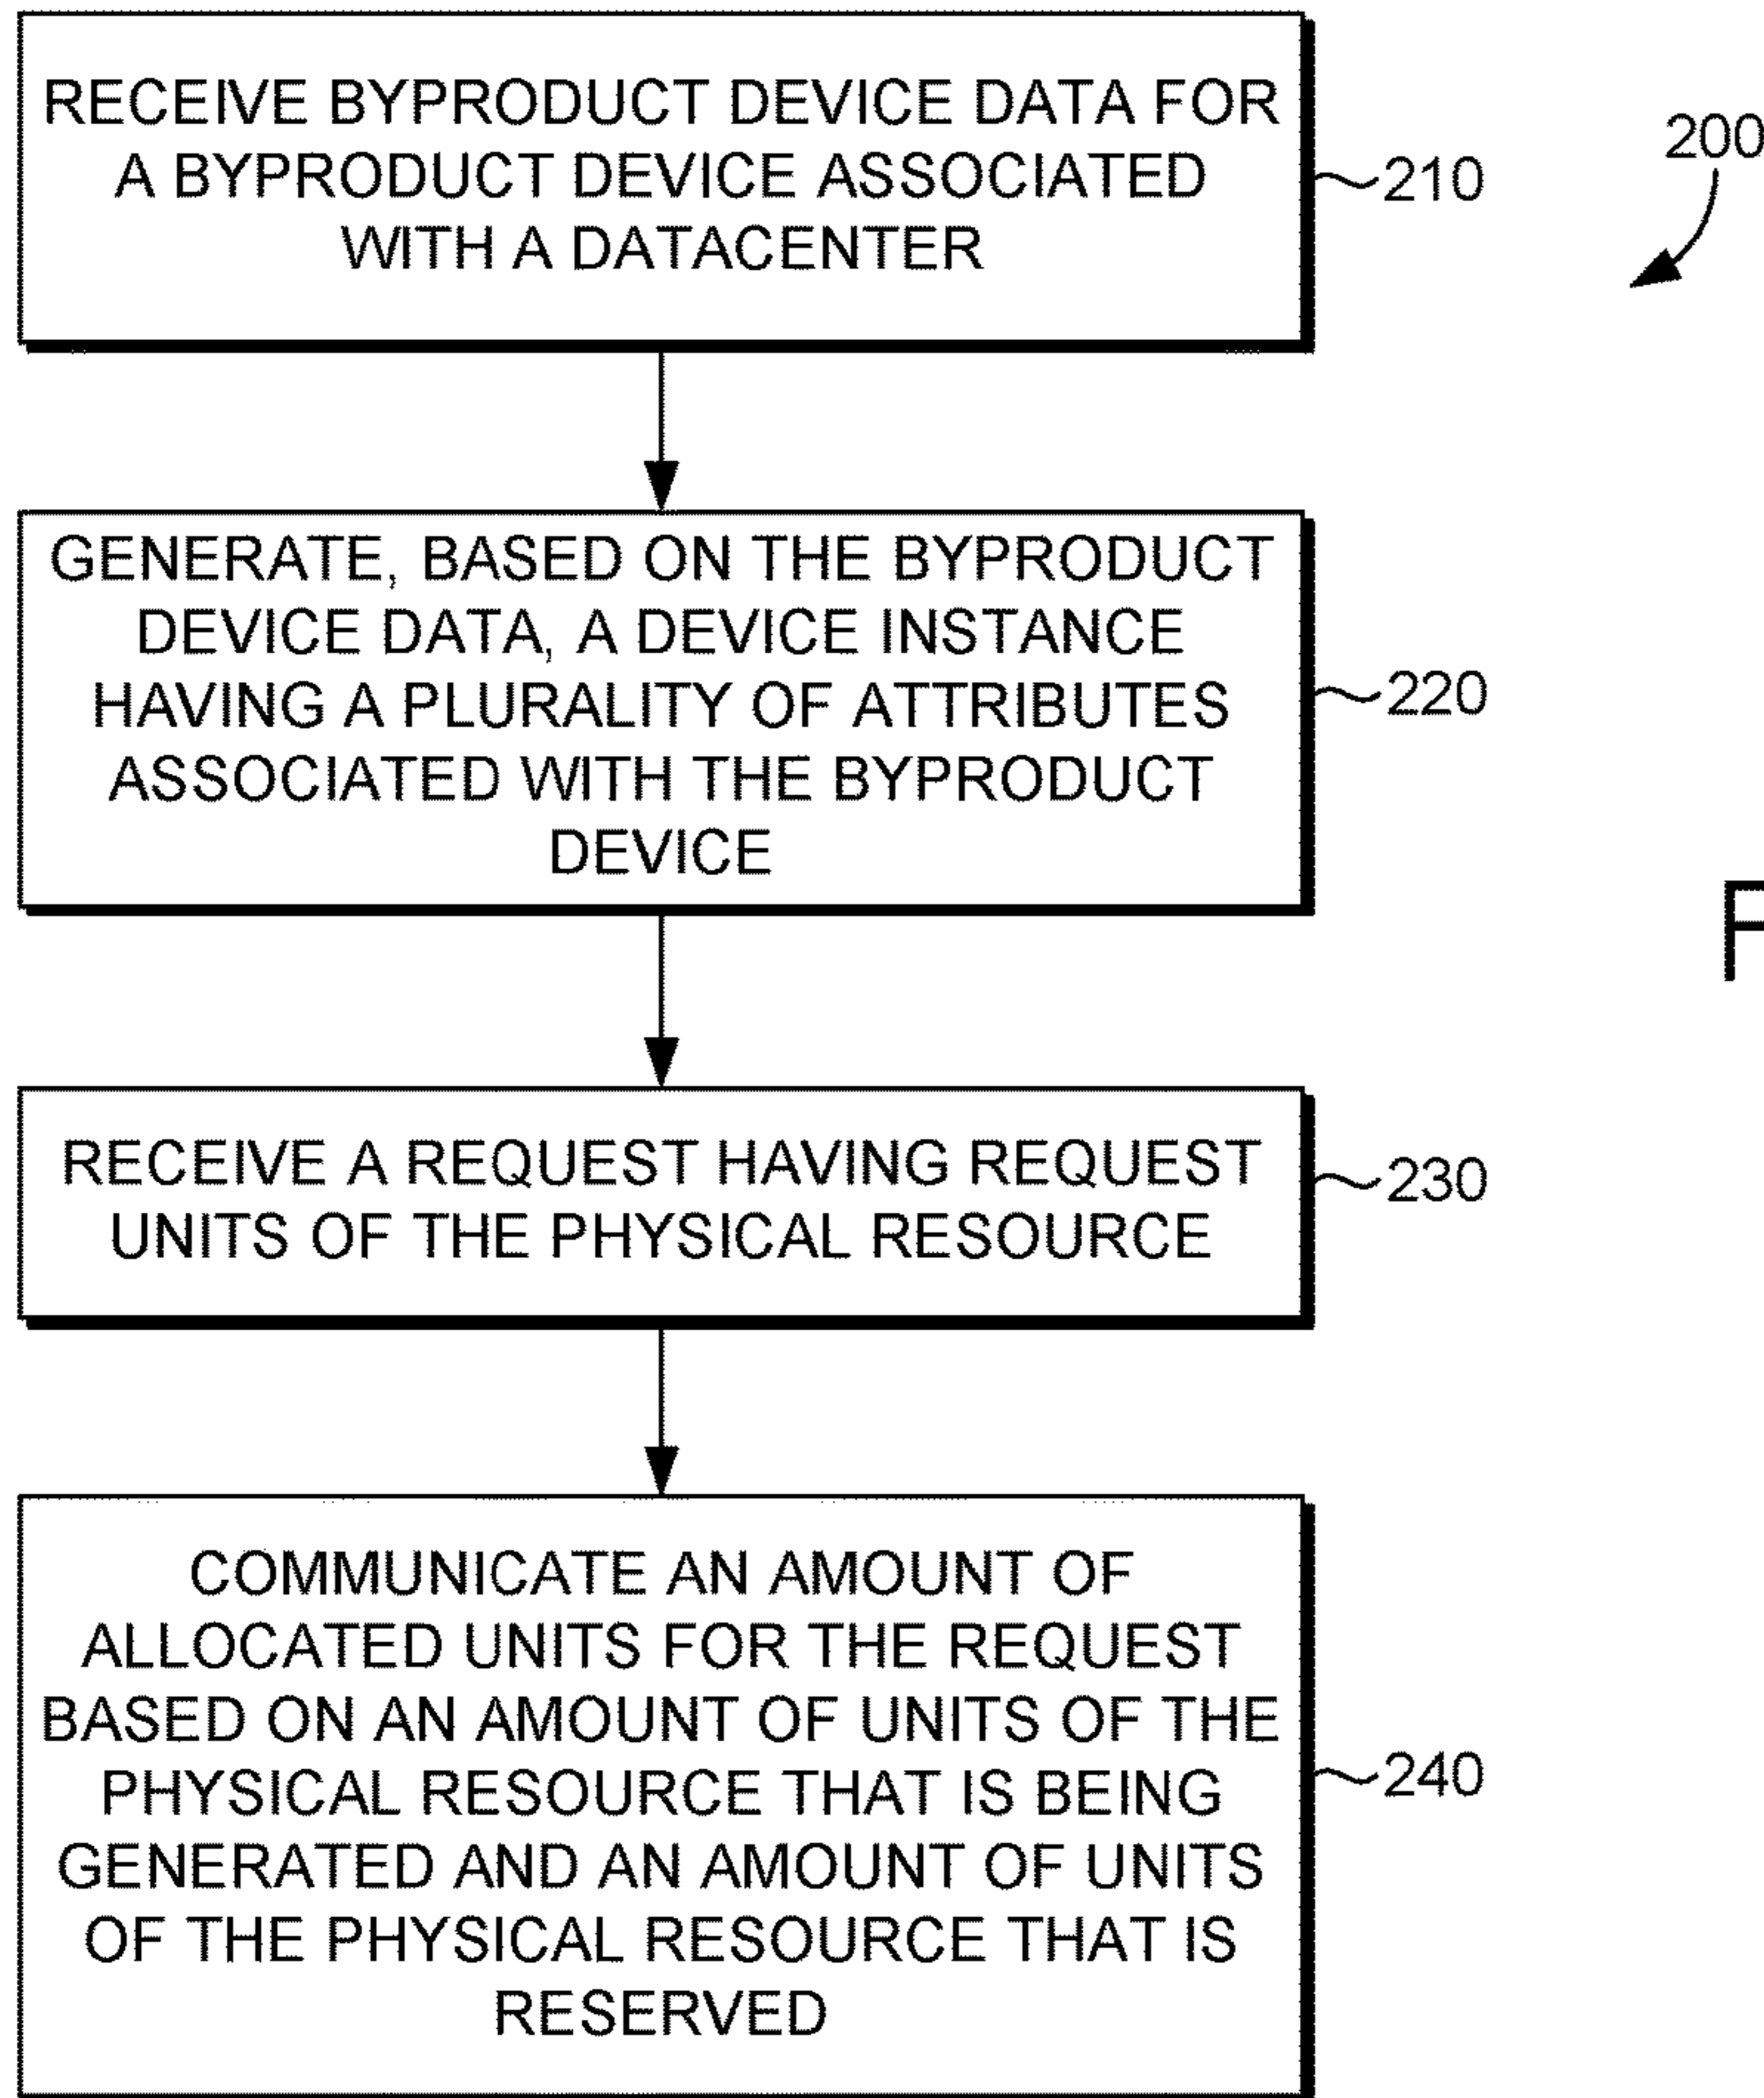 RECEIVE BYPRODUCT DEVICE DATA FOR
A BYPRODUCT DEVICE ASSOCIATED
WITH A DATACENTER
210
200
GENERATE, BASED ON THE BYPRODUCT
DEVICE DATA, A DEVICE INSTANCE
HAVING A PLURALITY OF ATTRIBUTES
ASSOCIATED WITH THE BYPRODUCT
DEVICE
220
F
RECEIVE A REQUEST HAVING REQUEST
UNITS OF THE PHYSICAL RESOURCE
230
COMMUNICATE AN AMOUNT OF
ALLOCATED UNITS FOR THE REQUEST
BASED ON AN AMOUNT OF UNITS OF THE
PHYSICAL RESOURCE THAT IS BEING
GENERATED AND AN AMOUNT OF UNITS
OF THE PHYSICAL RESOURCE THAT IS
RESERVED
240